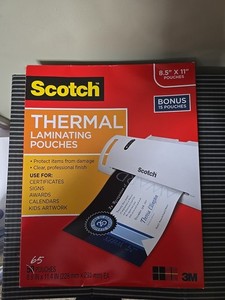 8.5" X 11"
POUCHES
Scotch
BONUS
15 POUCHES
THERMAL
LAMINATING
POUCHES
• Protect items from damage
• Clear, professional finish
USE FOR:
CERTIFICATES
SIGNS
AWARDS
CALENDARS
KIDS ARTWORK
Scotch
65
POUCHES
3M